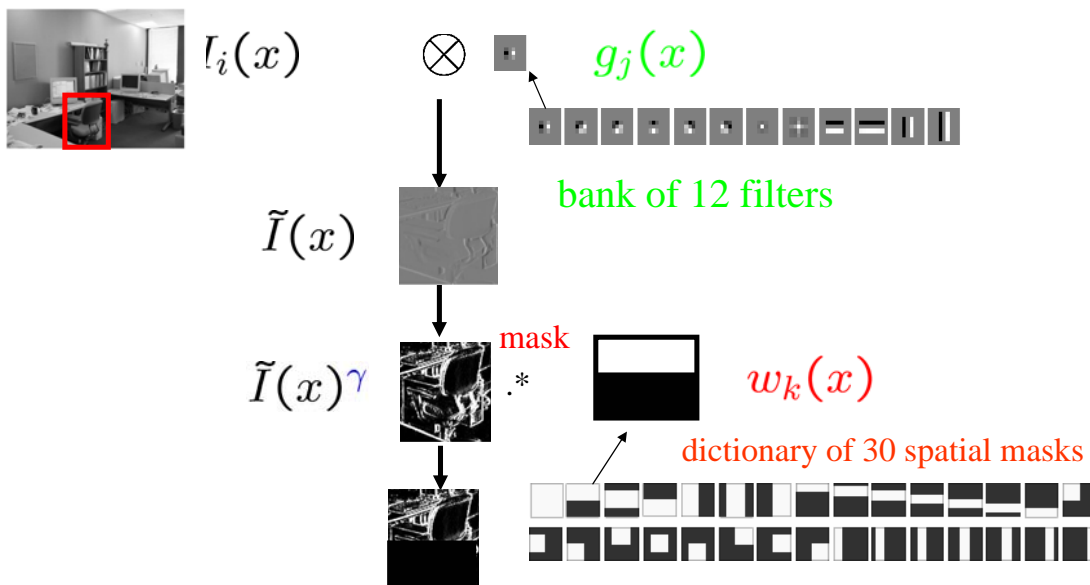 I_i(x) ⊗ g_j(x)
bank of 12 filters
Ĩ(x)
mask
Ĩ(x)^γ .* w_k(x)
dictionary of 30 spatial masks